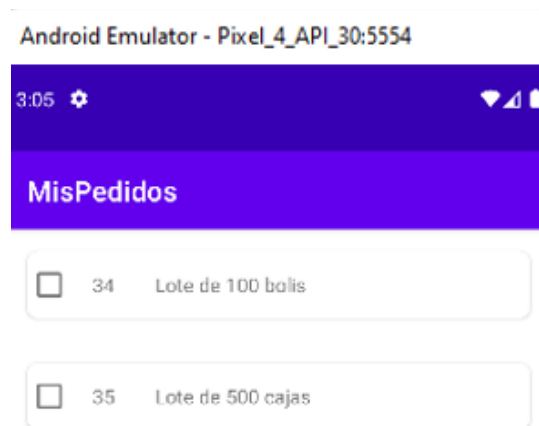 Android Emulator - Pixel_4_API_30:5554
3:05
MisPedidos
34 Lote de 100 bolis
35 Lote de 500 cajas